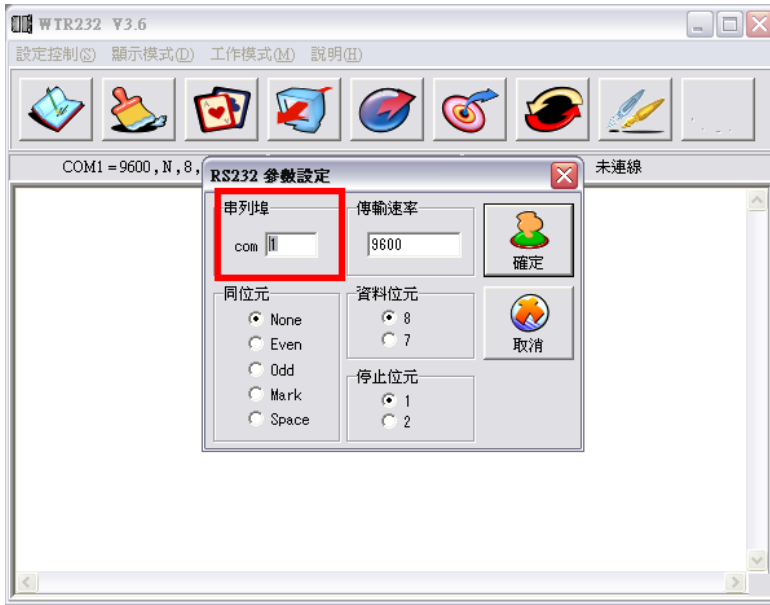 WTR232 V3.6
設定控制(S) 顯示模式(D) 工作模式(M) 說明(H)
COM1 =9600, N, 8, 未連線
RS232 參數設定
串列埠
com 1
傳輸速率
9600
確定
同位元
None
Even
Odd
Mark
Space
資料位元
8
7
取消
停止位元
1
2